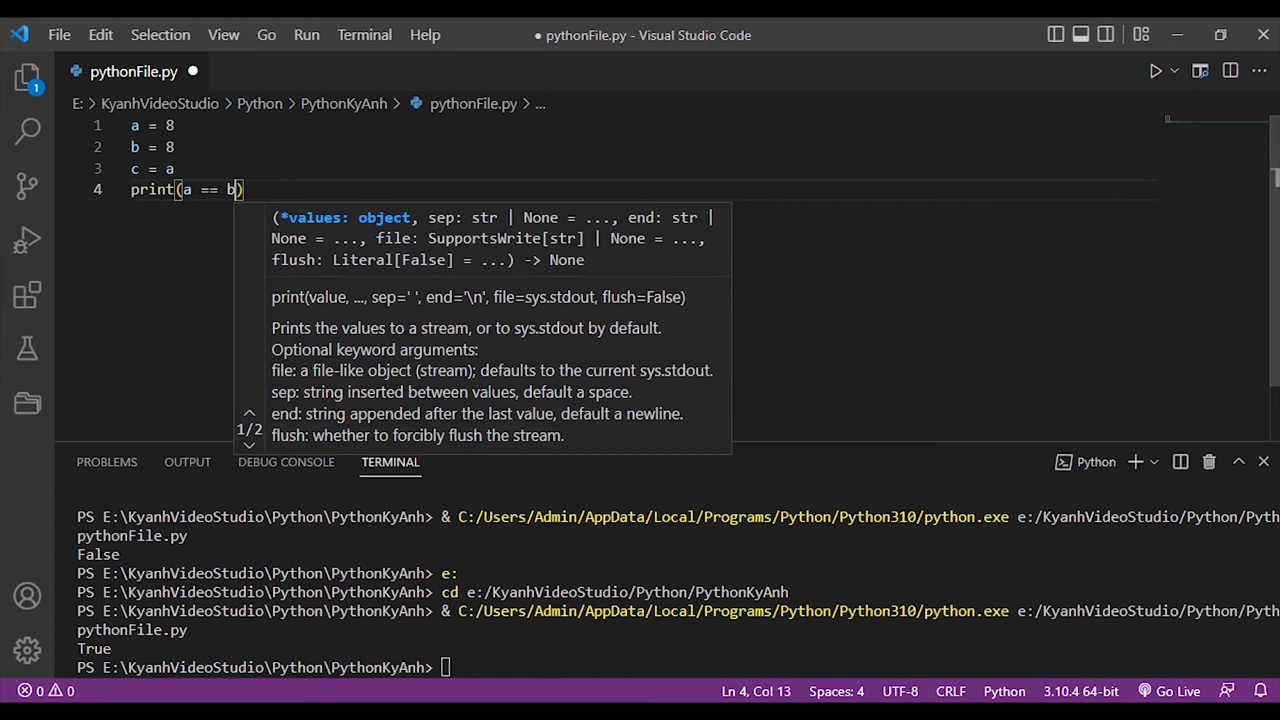 File Edit Selection View Go Run Terminal Help ● pythonFile.py - Visual Studio Code
pythonFile.py ●
E: > KyanhVideoStudio > Python > PythonKyAnh > pythonFile.py > ...
1
1 a = 8
2 b = 8
3 c = a
4 print(a == b)
(*values: object, sep: str | None = ..., end: str |
None = ..., file: SupportsWrite[str] | None = ...,
flush: Literal[False] = ...) -> None
print(value, ..., sep=' ', end='\n', file=sys.stdout, flush=False)
Prints the values to a stream, or to sys.stdout by default.
Optional keyword arguments:
file: a file-like object (stream); defaults to the current sys.stdout.
sep: string inserted between values, default a space.
end: string appended after the last value, default a newline.
1/2
flush: whether to forcibly flush the stream.
PROBLEMS OUTPUT DEBUG CONSOLE TERMINAL Python
PS E:\KyanhVideoStudio\Python\PythonKyAnh> & C:/Users/Admin/AppData/Local/Programs/Python/Python310/python.exe e:/KyanhVideoStudio/Python/Pyth
pythonFile.py
False
PS E:\KyanhVideoStudio\Python\PythonKyAnh> e:
PS E:\KyanhVideoStudio\Python\PythonKyAnh> cd e:/KyanhVideoStudio/Python/PythonKyAnh
PS E:\KyanhVideoStudio\Python\PythonKyAnh> & C:/Users/Admin/AppData/Local/Programs/Python/Python310/python.exe e:/KyanhVideoStudio/Python/Pyth
pythonFile.py
True
PS E:\KyanhVideoStudio\Python\PythonKyAnh>
0 0 Ln 4, Col 13 Spaces: 4 UTF-8 CRLF Python 3.10.4 64-bit Go Live